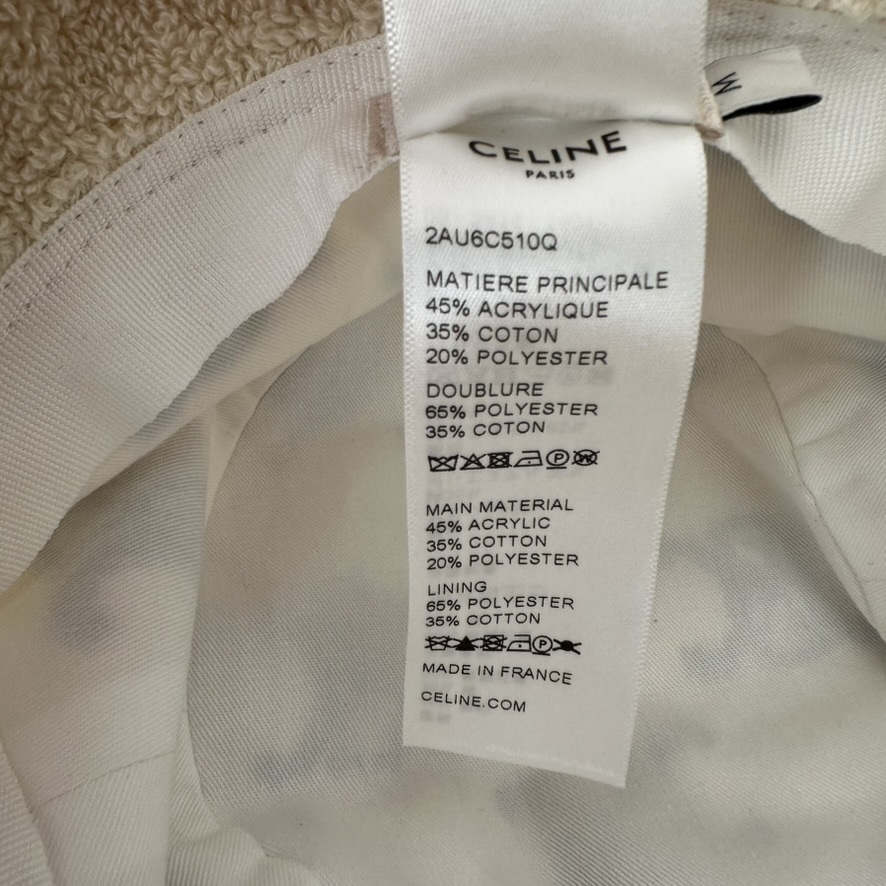 M
CELINE
PARIS
2AU6C510Q
MATIERE PRINCIPALE
45% ACRYLIQUE
35% COTON
20% POLYESTER
DOUBLURE
65% POLYESTER
35% COTON
P W
MAIN MATERIAL
45% ACRYLIC
35% COTTON
20% POLYESTER
LINING
65% POLYESTER
35% COTTON
P
MADE IN FRANCE
CELINE.COM